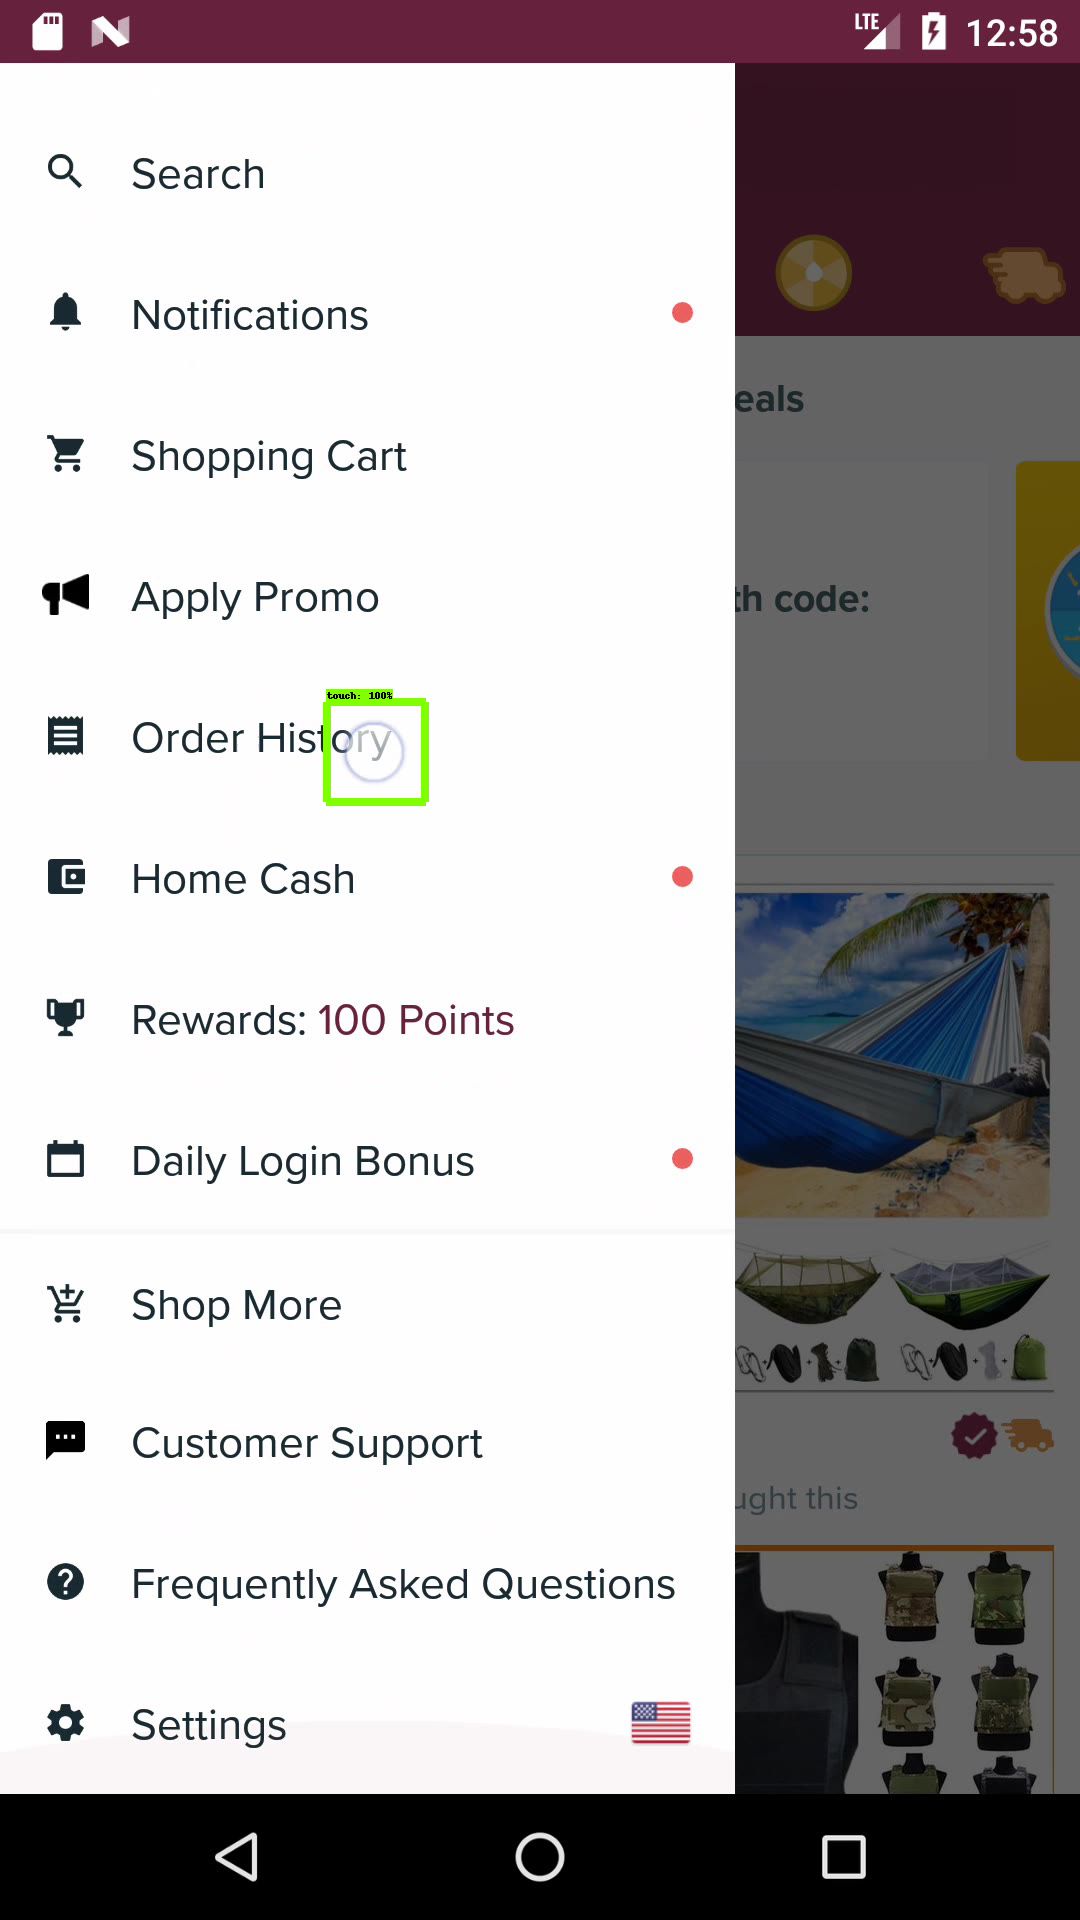 LTE 12:58
Search
Notifications
eals
Shopping Cart
Apply Promo
th code:
touch: 100%
Order History
Home Cash
Rewards: 100 Points
Daily Login Bonus
Shop More
Customer Support
ught this
Frequently Asked Questions
Settings